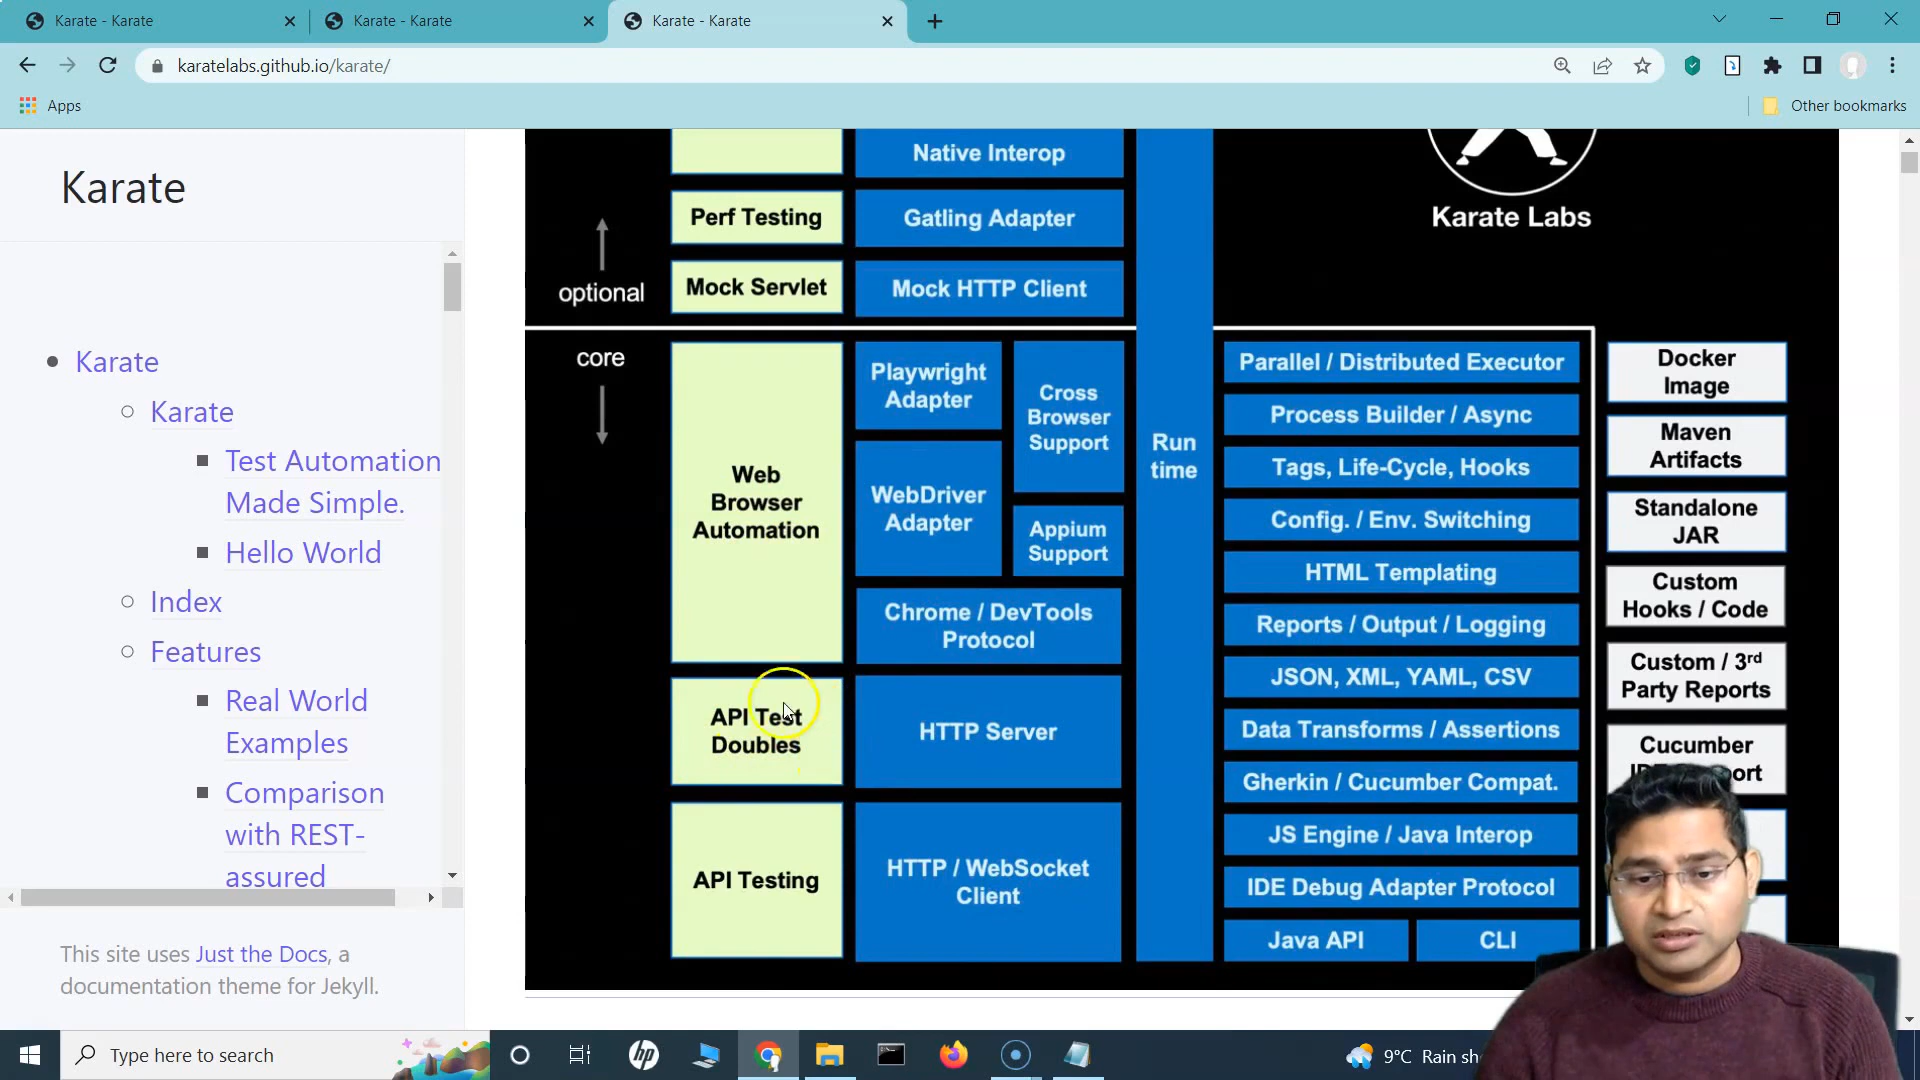 Karate - Karate
Karate - Karate
Karate - Karate
karatelabs.github.io/karate/
Apps
Other bookmarks
Karate
Karate
Karate
Test Automation
Made Simple.
Hello World
Index
Features
Real World
Examples
Comparison
with REST-
assured
This site uses Just the Docs, a
documentation theme for Jekyll.
Native Interop
Perf Testing
Gatling Adapter
optional
Mock Servlet
Mock HTTP Client
Karate Labs
core
Web
Browser
Automation
Playwright
Adapter
Cross
Browser
Support
WebDriver
Adapter
Appium
Support
Chrome / DevTools
Protocol
API Test
Doubles
HTTP Server
API Testing
HTTP / WebSocket
Client
Run
time
Parallel / Distributed Executor
Process Builder / Async
Tags, Life-Cycle, Hooks
Config. / Env. Switching
HTML Templating
Reports / Output / Logging
JSON, XML, YAML, CSV
Data Transforms / Assertions
Gherkin / Cucumber Compat.
JS Engine / Java Interop
IDE Debug Adapter Protocol
Java API
CLI
Docker
Image
Maven
Artifacts
Standalone
JAR
Custom
Hooks / Code
Custom / 3rd
Party Reports
Cucumber
Type here to search
9°C Rain